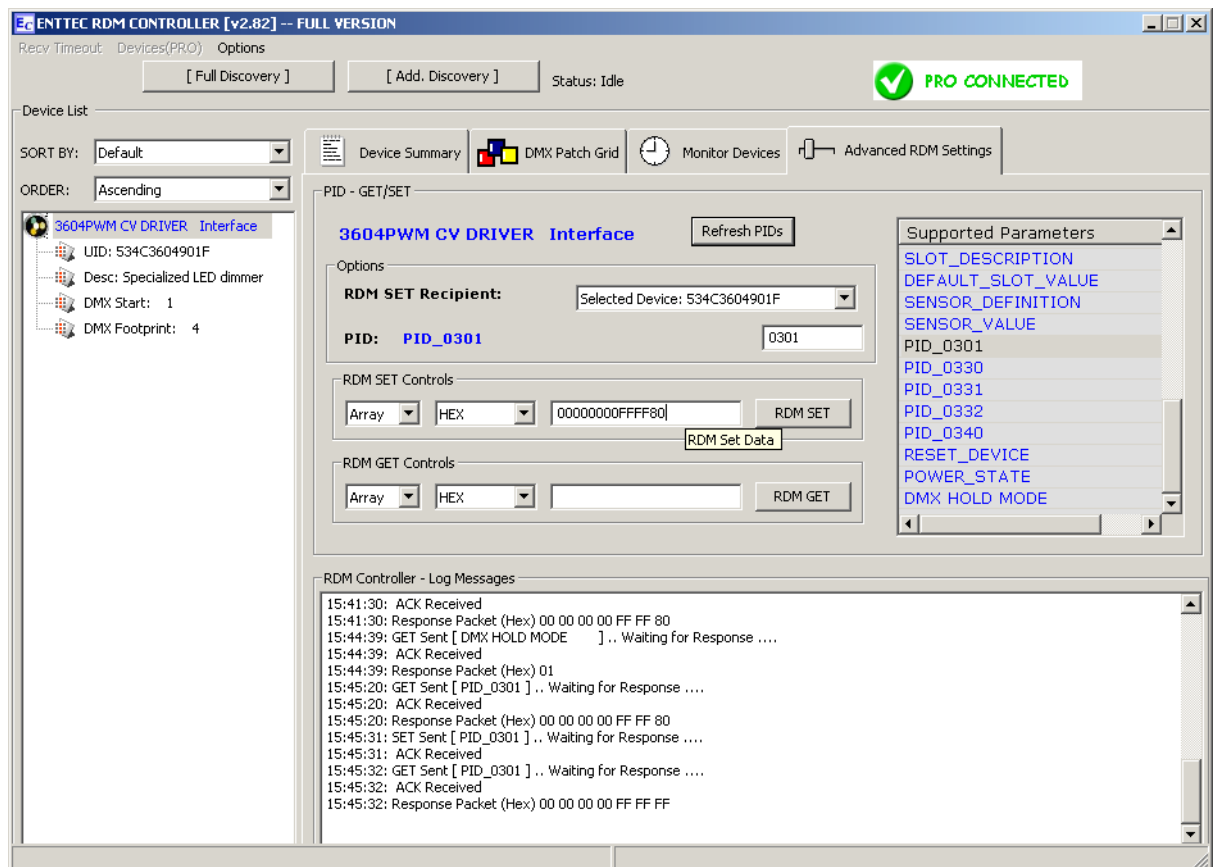 Ec ENTTEC RDM CONTROLLER [v2.82] -- FULL VERSION
Recv Timeout Devices(PRO) Options
[ Full Discovery ] [ Add. Discovery ] Status: Idle PRO CONNECTED
Device List
SORT BY: Default
ORDER: Ascending
3604PWM CV DRIVER Interface
UID: 534C3604901F
Desc: Specialized LED dimmer
DMX Start: 1
DMX Footprint: 4
Device Summary DMX Patch Grid Monitor Devices Advanced RDM Settings
PID - GET/SET
3604PWM CV DRIVER Interface Refresh PIDs
Options
RDM SET Recipient: Selected Device: 534C3604901F
PID: PID_0301 0301
RDM SET Controls
Array HEX 00000000FFFF80 RDM SET
RDM Set Data
RDM GET Controls
Array HEX RDM GET
Supported Parameters
SLOT_DESCRIPTION
DEFAULT_SLOT_VALUE
SENSOR_DEFINITION
SENSOR_VALUE
PID_0301
PID_0330
PID_0331
PID_0332
PID_0340
RESET_DEVICE
POWER_STATE
DMX HOLD MODE
RDM Controller - Log Messages
15:41:30: ACK Received
15:41:30: Response Packet (Hex) 00 00 00 00 FF FF 80
15:44:39: GET Sent [ DMX HOLD MODE ] .. Waiting for Response ....
15:44:39: ACK Received
15:44:39: Response Packet (Hex) 01
15:45:20: GET Sent [ PID_0301 ] .. Waiting for Response ....
15:45:20: ACK Received
15:45:20: Response Packet (Hex) 00 00 00 00 FF FF 80
15:45:31: SET Sent [ PID_0301 ] .. Waiting for Response ....
15:45:31: ACK Received
15:45:32: GET Sent [ PID_0301 ] .. Waiting for Response ....
15:45:32: ACK Received
15:45:32: Response Packet (Hex) 00 00 00 00 FF FF FF